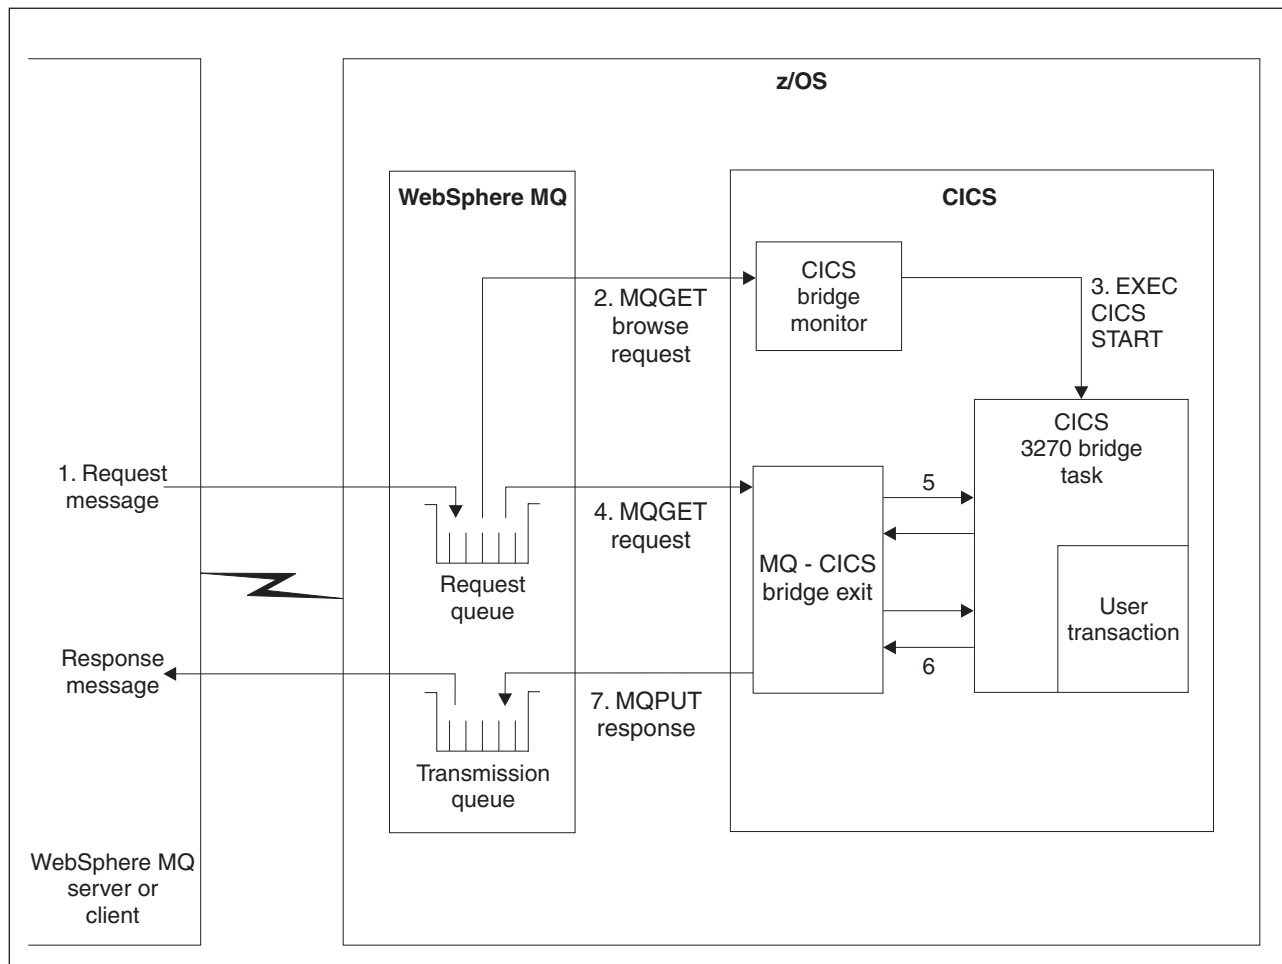 z/OS
WebSphere MQ
CICS
CICS
bridge
monitor
2. MQGET
browse
request
3. EXEC
CICS
START
CICS
3270 bridge
task
1. Request
message
4. MQGET
request
5
MQ - CICS
bridge exit
Request
queue
User
transaction
Response
message
6
7. MQPUT
response
Transmission
queue
WebSphere MQ
server or
client